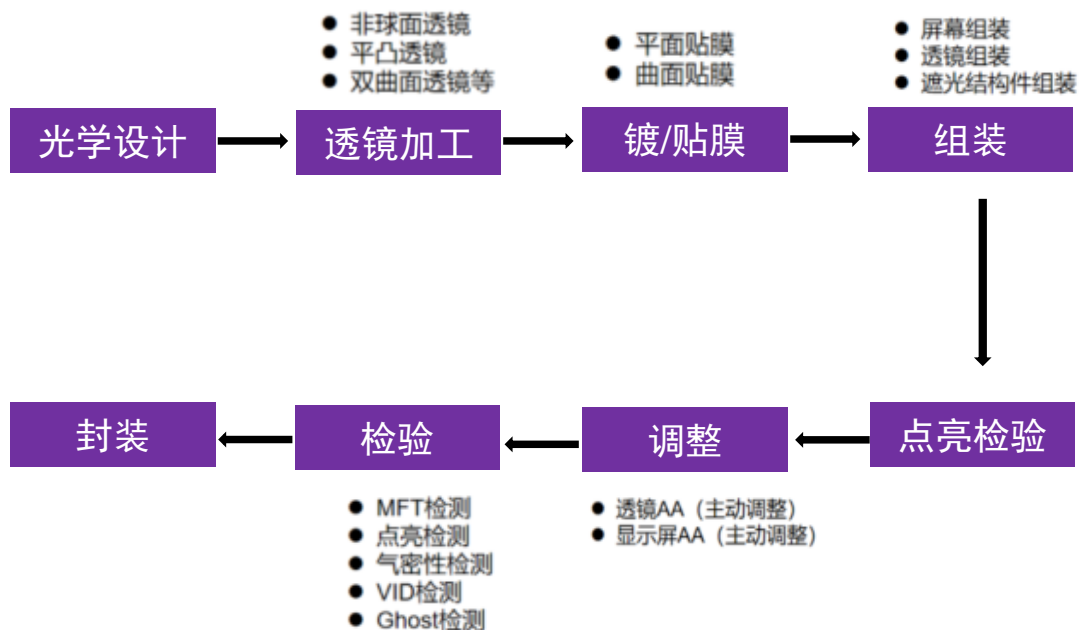 ● 非球面透镜
● 平凸透镜
● 双曲面透镜等
● 平面贴膜
● 曲面贴膜
● 屏幕组装
● 透镜组装
● 遮光结构件组装
光学设计
透镜加工
镀/贴膜
组装
封装
检验
调整
点亮检验
● MFT检测
● 点亮检测
● 气密性检测
● VID检测
● Ghost检测
● 透镜AA（主动调整）
● 显示屏AA（主动调整）